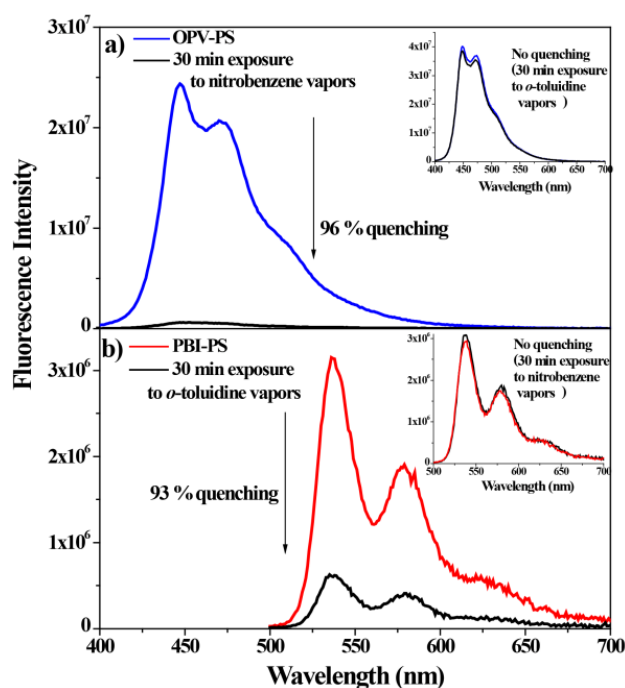 a)
OPV-PS
30 min exposure
to nitrobenzene vapors
96 % quenching
3x10⁷
2x10⁷
1x10⁷
0
No quenching
(30 min exposure
to o-toluidine
vapors )
4x10⁷
3x10⁷
2x10⁷
1x10⁷
400 450 500 550 600 650 700
Wavelength (nm)
Fluorescence Intensity
b)
PBI-PS
30 min exposure
to o-toluidine vapors
93 % quenching
3x10⁶
2x10⁶
1x10⁶
0
No quenching
(30 min exposure
to nitrobenzene
vapors )
3x10⁶
2x10⁶
1x10⁶
500 550 600 650 700
Wavelength (nm)
400 450 500 550 600 650 700
Wavelength (nm)